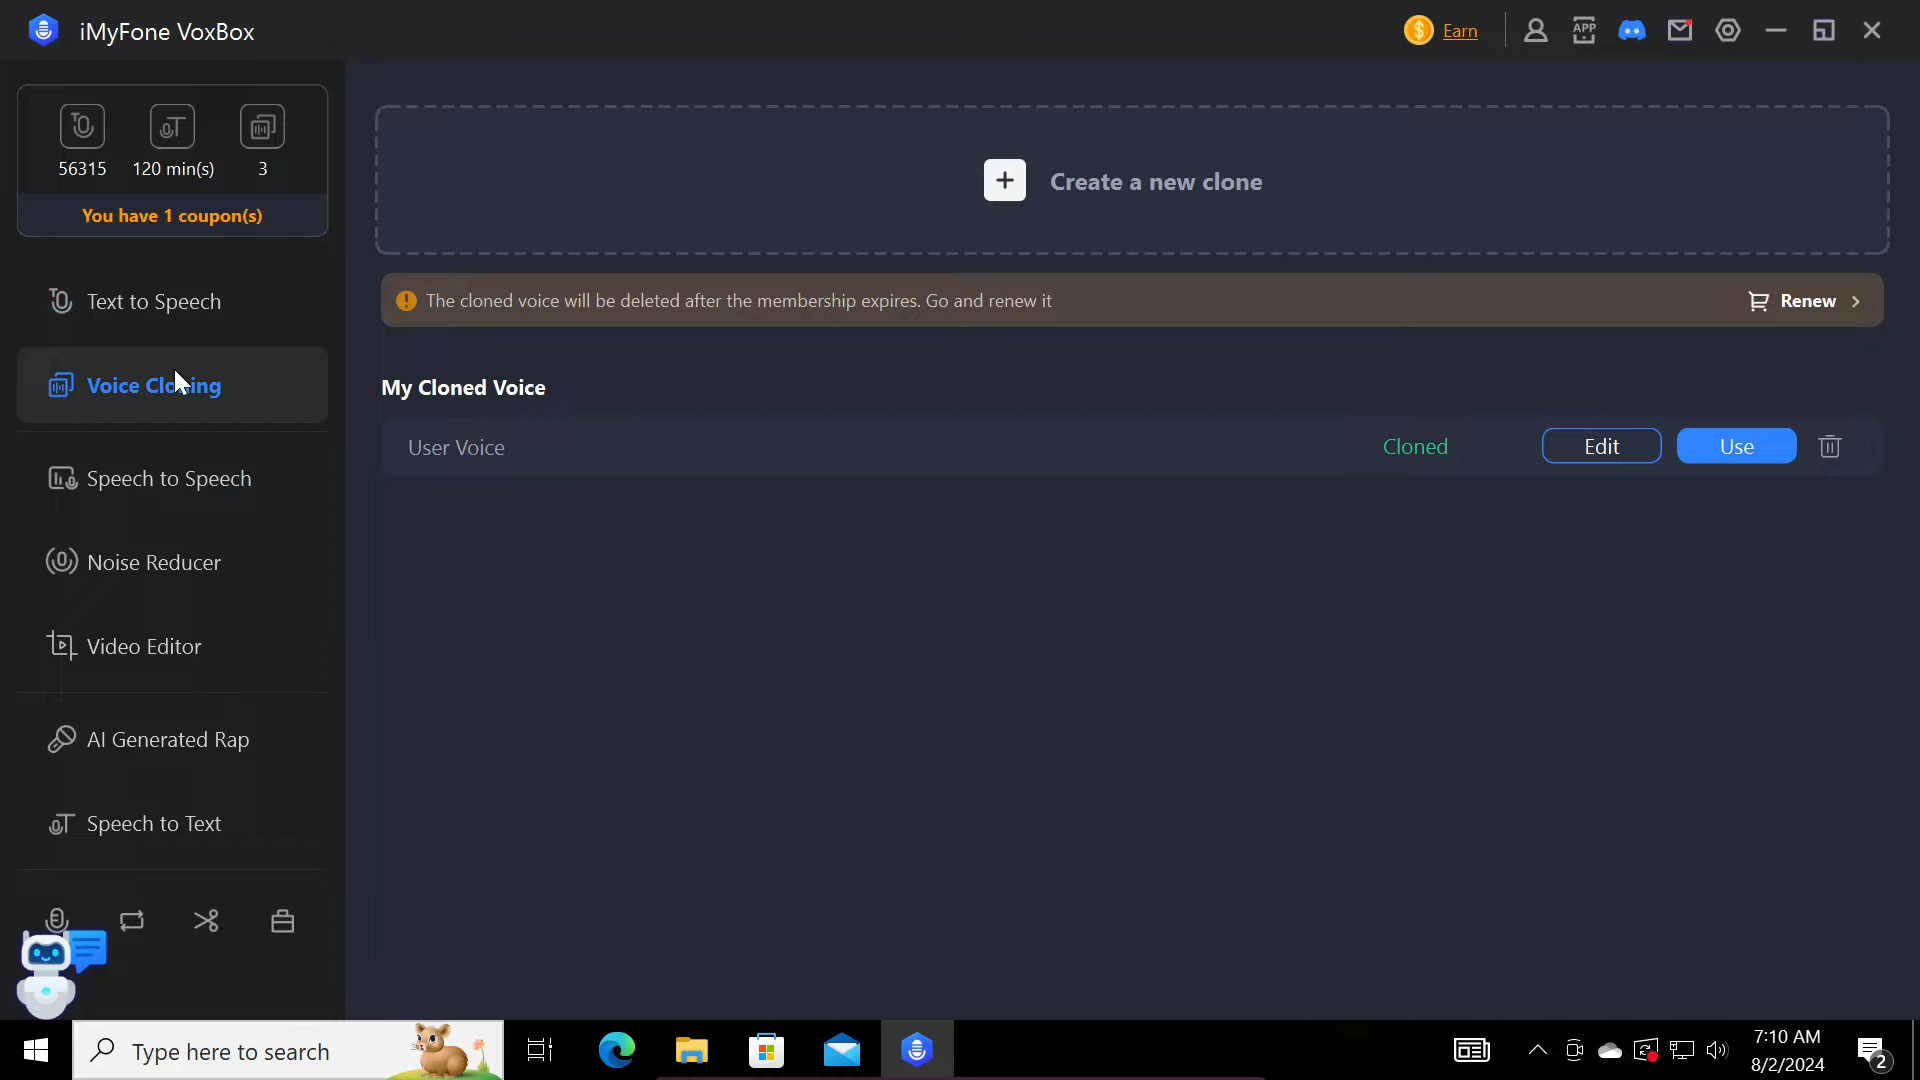 iMyFone VoxBox
Earn
APP
56315
120 min(s)
3
You have 1 coupon(s)
Text to Speech
Voice Cloning
Speech to Speech
Noise Reducer
Video Editor
AI Generated Rap
Speech to Text
Create a new clone
The cloned voice will be deleted after the membership expires. Go and renew it
Renew
My Cloned Voice
User Voice
Cloned
Edit
Use
Type here to search
7:10 AM
8/2/2024
2